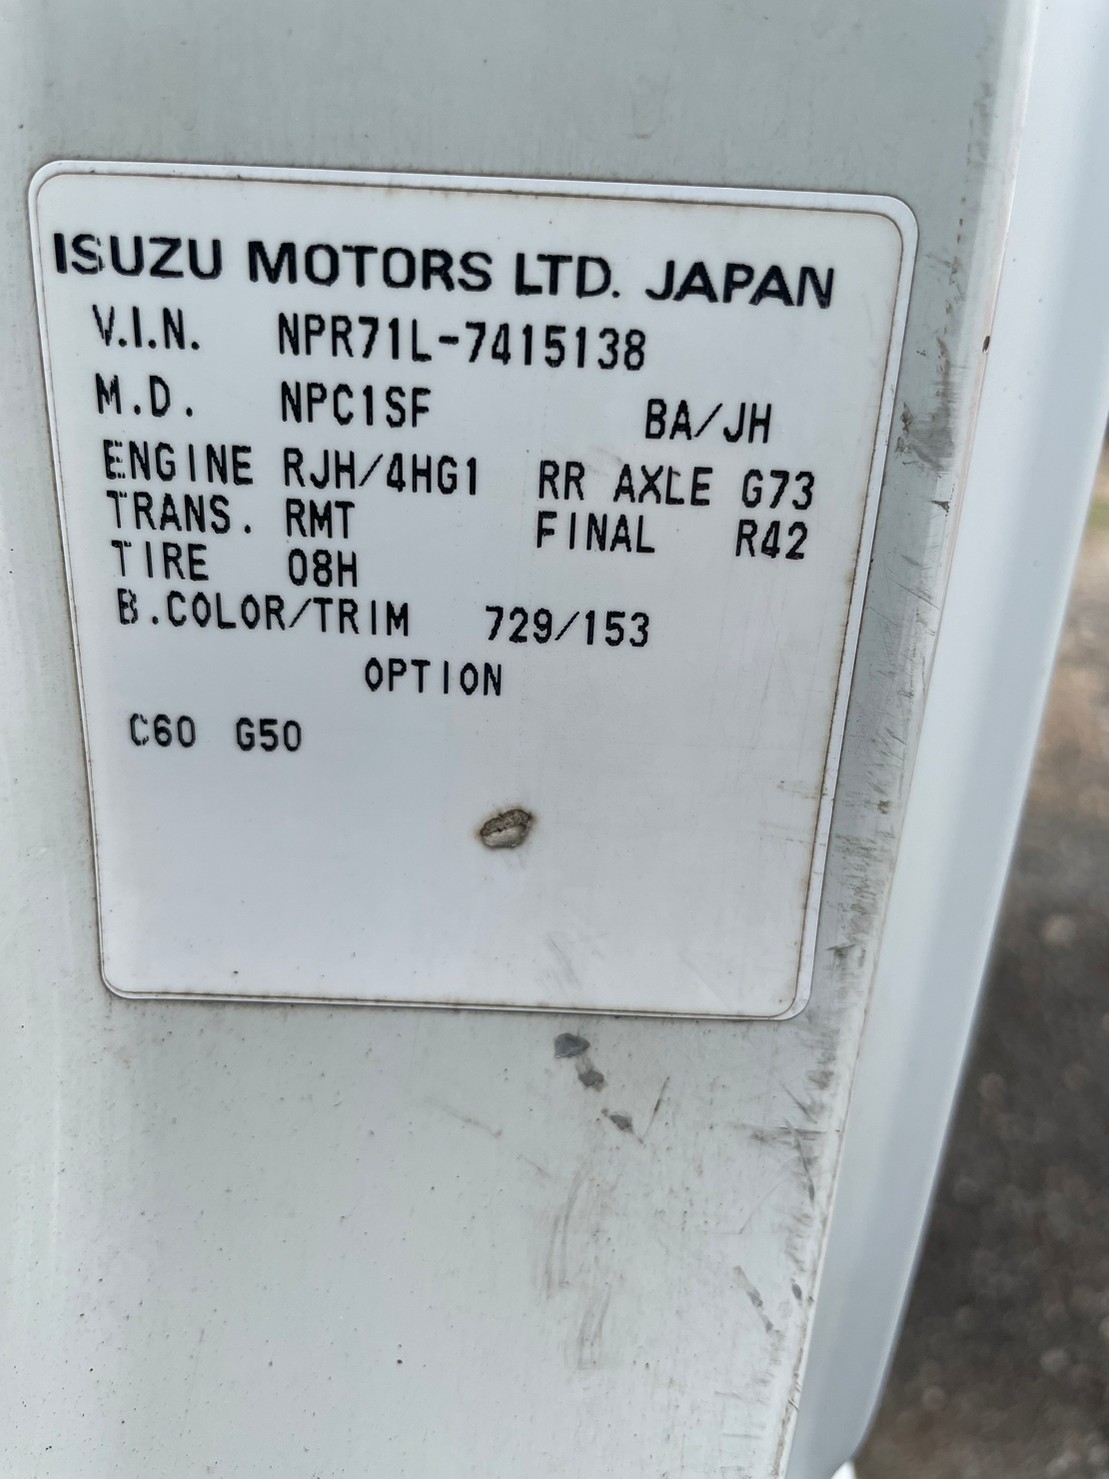 ISUZU MOTORS LTD. JAPAN
V.I.N. NPR71L-7415138
M.D. NPC1SF BA/JH
ENGINE RJH/4HG1 RR AXLE G73
TRANS. RMT FINAL R42
TIRE 08H
B.COLOR/TRIM 729/153
OPTION
C60 G50